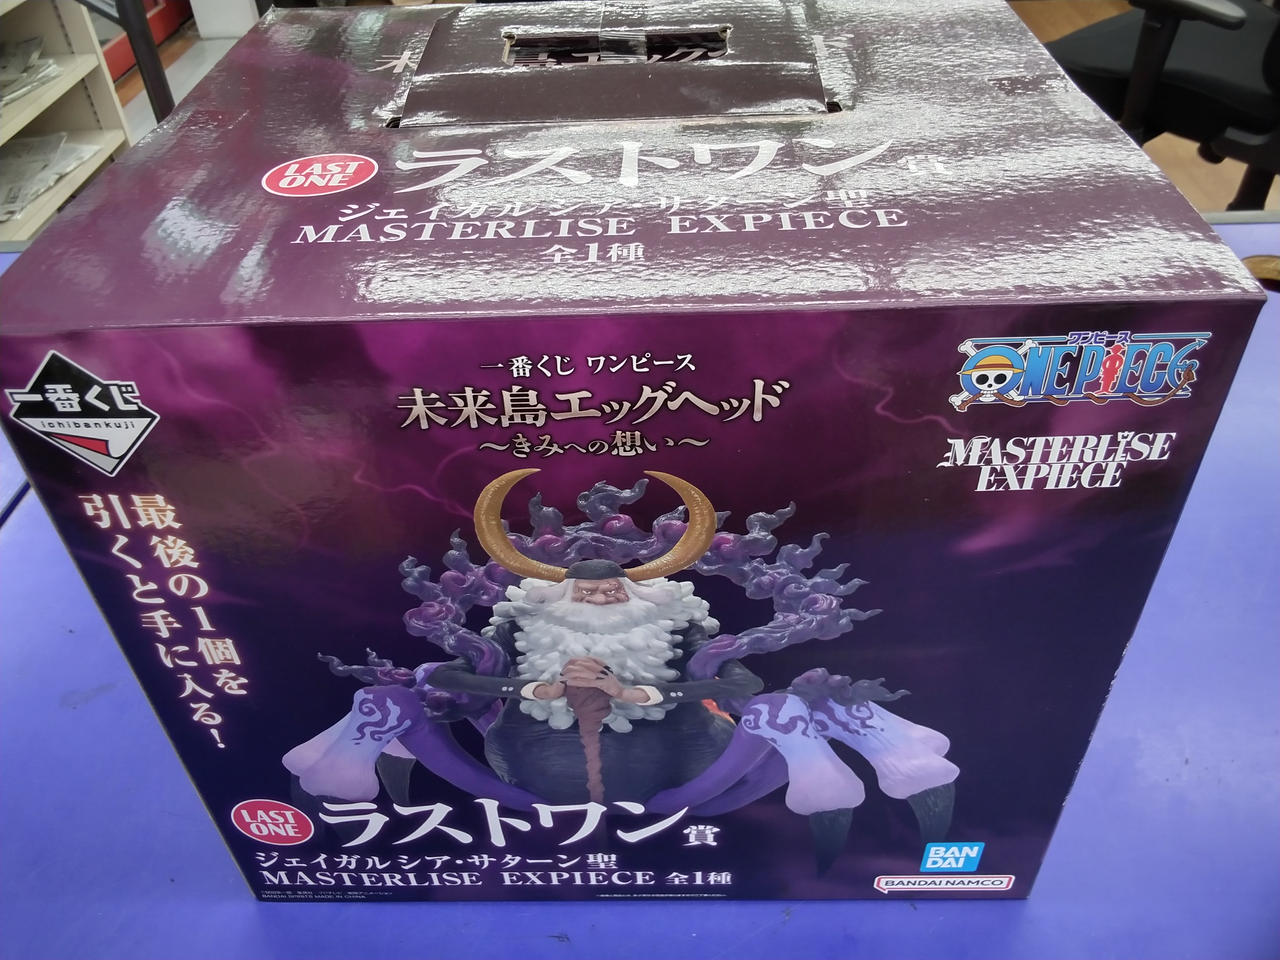 LAST ONE ラストワン賞
ジェイガルシア・サターン聖
MASTERLISE EXPIECE
全1種
一番くじ
ichibankuji
一番くじ ワンピース
未来島エッグヘッド
～きみへの想い～
ワンピース
ONE PIECE
MASTERLISE
EXPIECE
最後の1個を
引くと手に入る!
LAST ONE ラストワン賞
ジェイガルシア・サターン聖
MASTERLISE EXPIECE 全1種
BANDAI SPIRITS MADE IN CHINA
BAN
DAI
BANDAI NAMCO